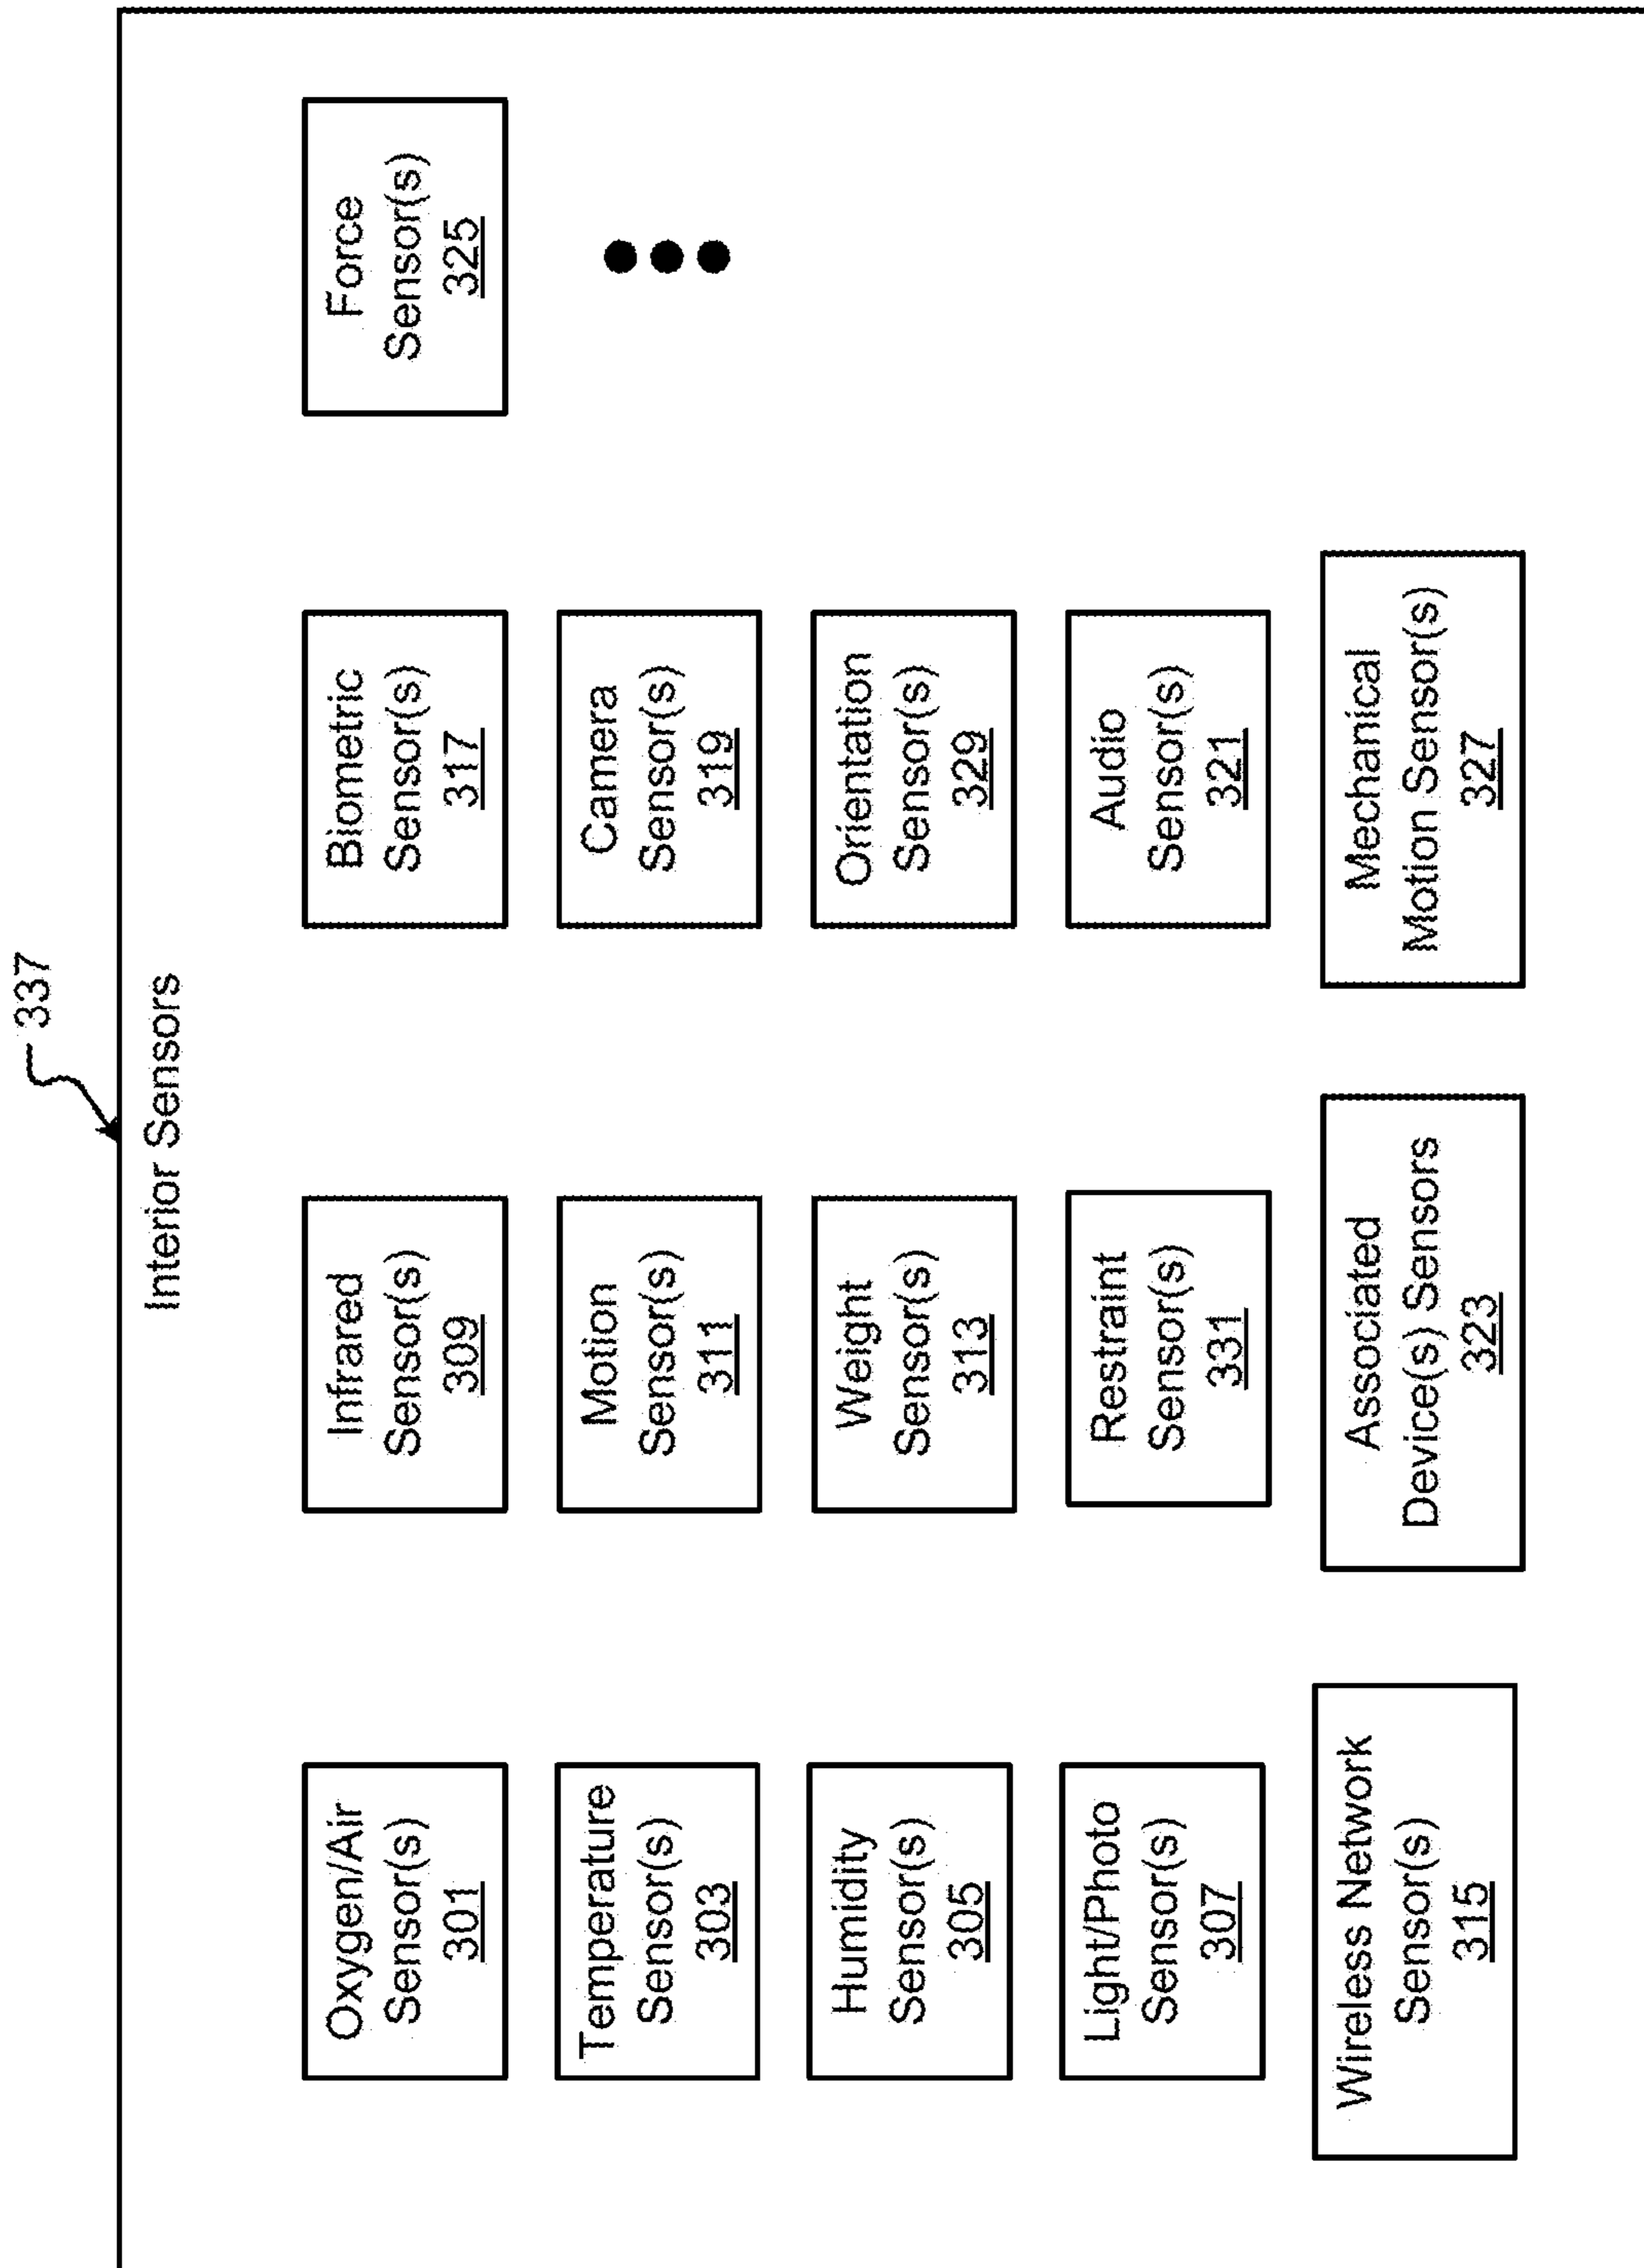 337
Interior Sensors
Oxygen/Air
Sensor(s)
301
Temperature
Sensor(s)
303
Humidity
Sensor(s)
305
Light/Photo
Sensor(s)
307
Wireless Network
Sensor(s)
315
Infrared
Sensor(s)
309
Motion
Sensor(s)
311
Weight
Sensor(s)
313
Restraint
Sensor(s)
331
Associated
Device(s) Sensors
323
Biometric
Sensor(s)
317
Camera
Sensor(s)
319
Orientation
Sensor(s)
329
Audio
Sensor(s)
321
Mechanical
Motion Sensor(s)
327
Force
Sensor(s)
325